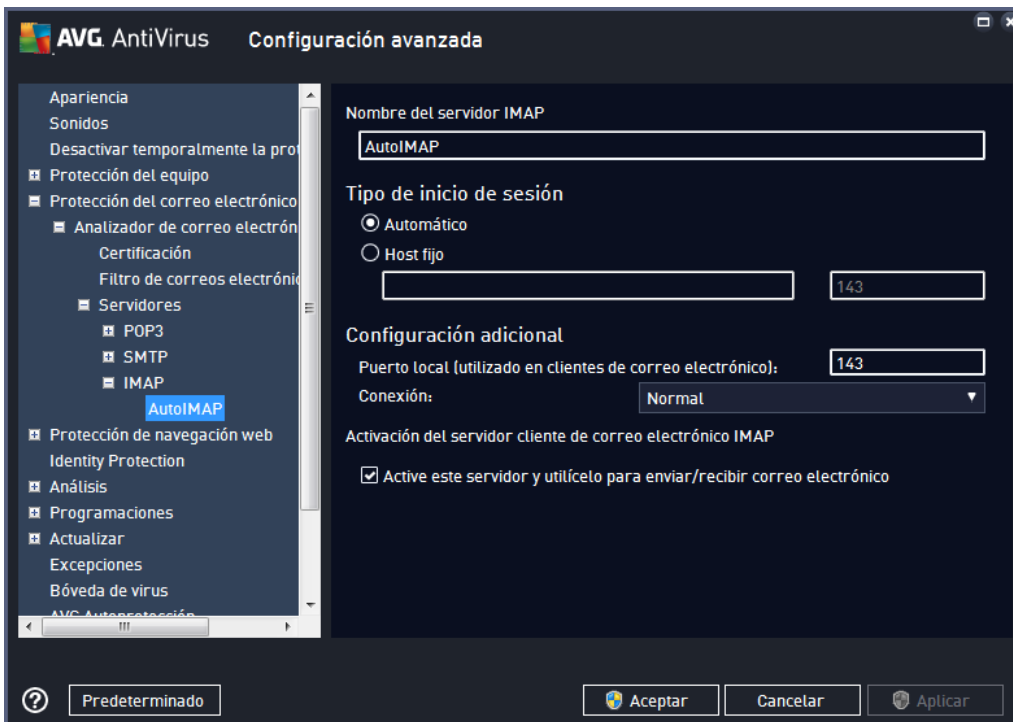 AVG AntiVirus Configuración avanzada
Apariencia
Sonidos
Desactivar temporalmente la prot
Protección del equipo
Protección del correo electrónico
Analizador de correo electrón
Certificación
Filtro de correos electrónic
Servidores
POP3
SMTP
IMAP
AutoIMAP
Protección de navegación web
Identity Protection
Análisis
Programaciones
Actualizar
Excepciones
Bóveda de virus
AVG Autoprotección
Nombre del servidor IMAP
AutoIMAP
Tipo de inicio de sesión
Automático
Host fijo
143
Configuración adicional
Puerto local (utilizado en clientes de correo electrónico): 143
Conexión: Normal
Activación del servidor cliente de correo electrónico IMAP
Active este servidor y utilícelo para enviar/recibir correo electrónico
? Predeterminado Aceptar Cancelar Aplicar